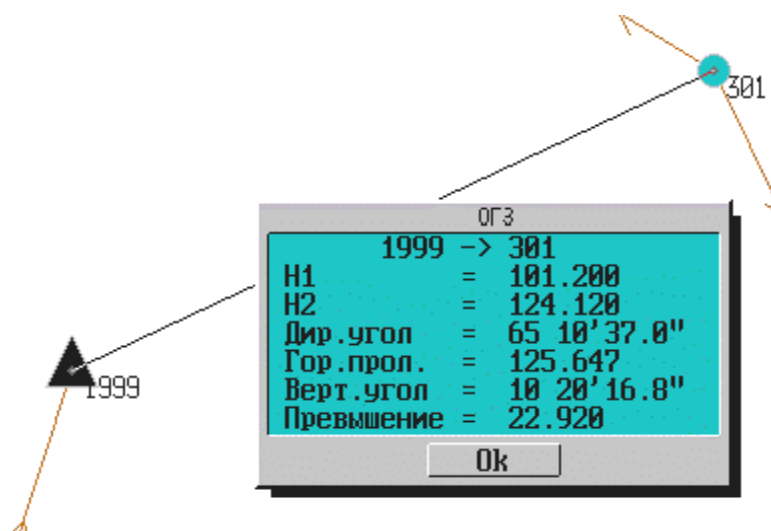 301
ОГЗ
1999 -> 301
H1 = 101.200
H2 = 124.120
Дир.угол = 65 10'37.0"
Гор.прол. = 125.647
Верт.угол = 10 20'16.8"
Превышение = 22.920
Ok
1999